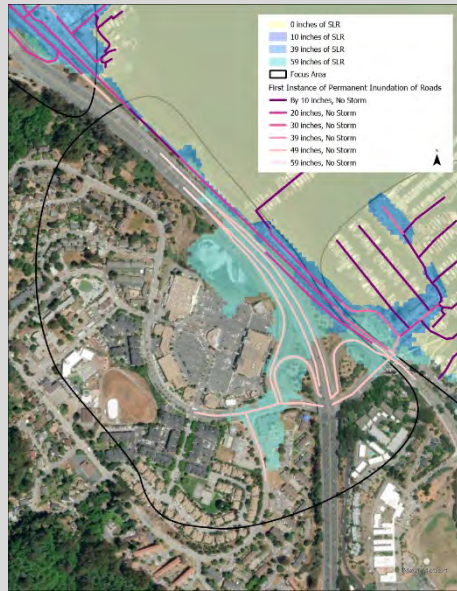 0 inches of SLR
10 inches of SLR
39 inches of SLR
59 inches of SLR
Focus Area
First Instance of Permanent Inundation of Roads
By 10 inches, No Storm
20 inches, No Storm
30 inches, No Storm
39 inches, No Storm
49 inches, No Storm
59 inches, No Storm